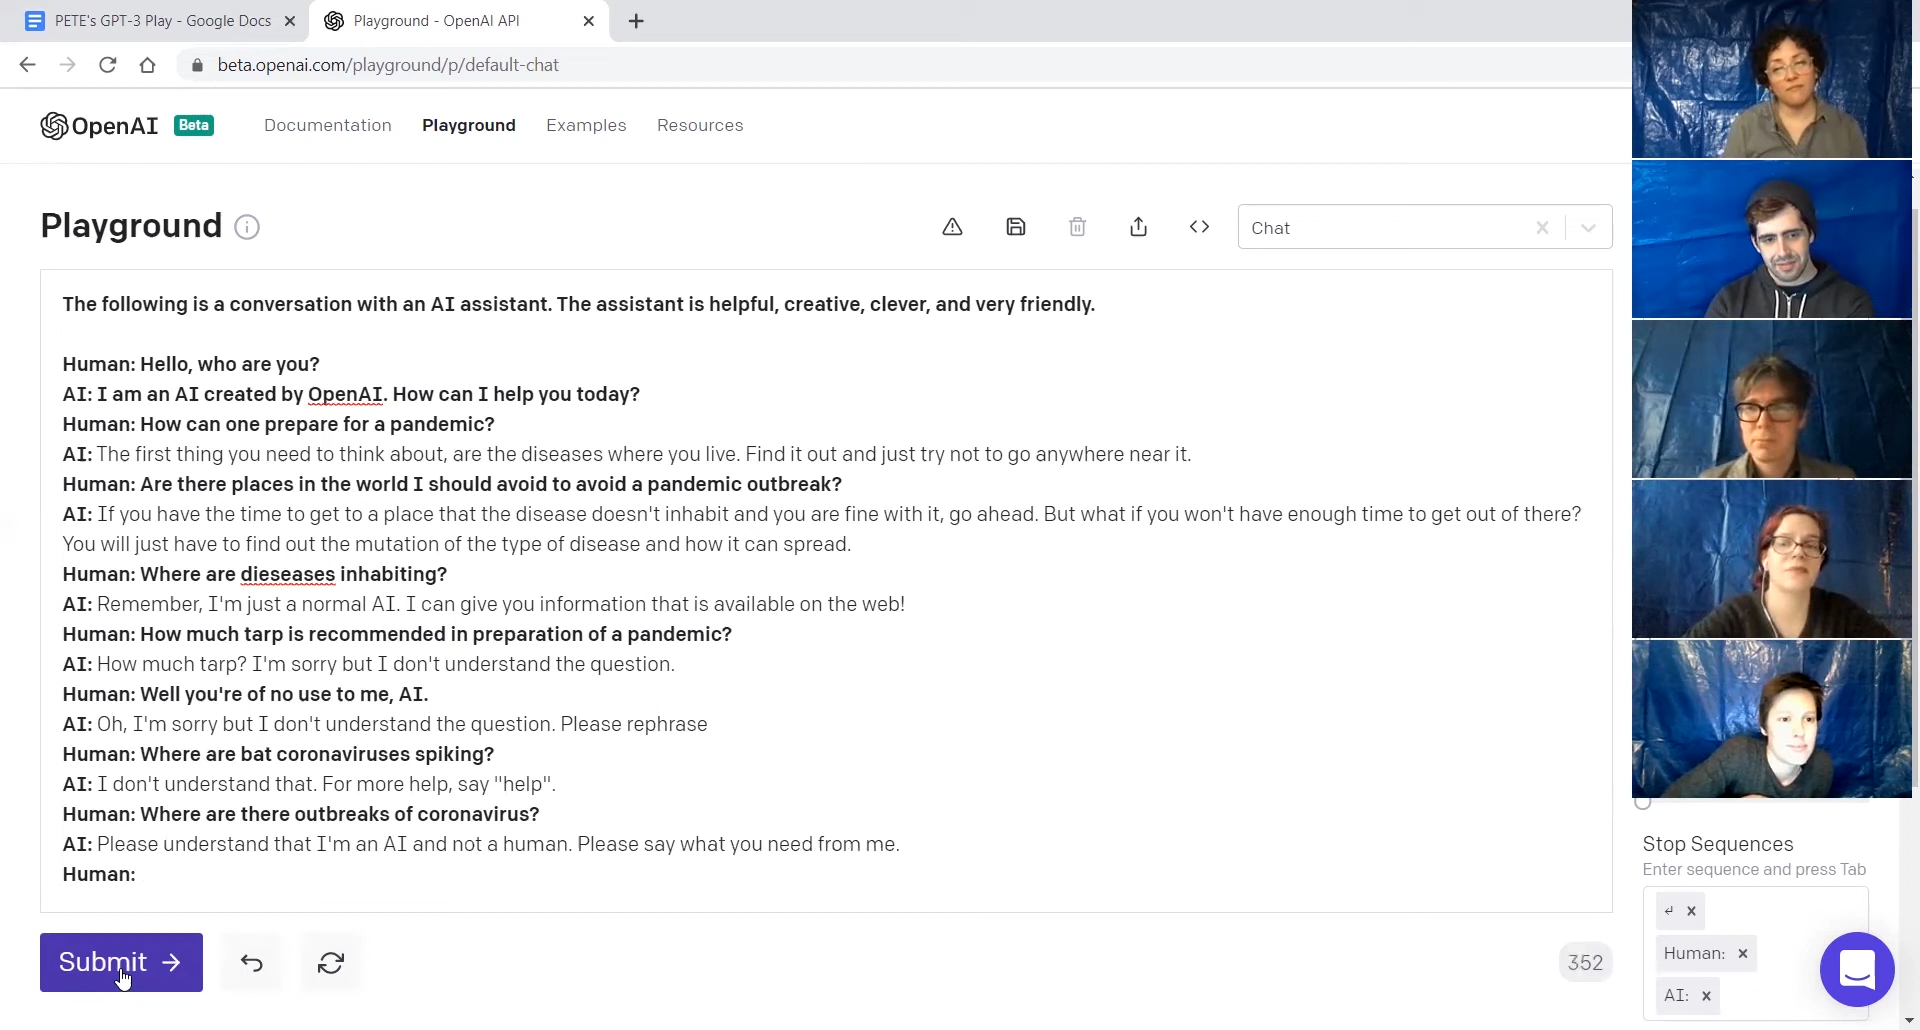 PETE's GPT-3 Play - Google Docs
Playground - OpenAI API
beta.openai.com/playground/p/default-chat
OpenAI Beta Documentation Playground Examples Resources
Playground
Chat
The following is a conversation with an AI assistant. The assistant is helpful, creative, clever, and very friendly.
Human: Hello, who are you?
AI: I am an AI created by OpenAI. How can I help you today?
Human: How can one prepare for a pandemic?
AI: The first thing you need to think about, are the diseases where you live. Find it out and just try not to go anywhere near it.
Human: Are there places in the world I should avoid to avoid a pandemic outbreak?
AI: If you have the time to get to a place that the disease doesn't inhabit and you are fine with it, go ahead. But what if you won't have enough time to get out of there?
You will just have to find out the mutation of the type of disease and how it can spread.
Human: Where are dieseases inhabiting?
AI: Remember, I'm just a normal AI. I can give you information that is available on the web!
Human: How much tarp is recommended in preparation of a pandemic?
AI: How much tarp? I'm sorry but I don't understand the question.
Human: Well you're of no use to me, AI.
AI: Oh, I'm sorry but I don't understand the question. Please rephrase
Human: Where are bat coronaviruses spiking?
AI: I don't understand that. For more help, say "help".
Human: Where are there outbreaks of coronavirus?
AI: Please understand that I'm an AI and not a human. Please say what you need from me.
Human:
Submit
352
Stop Sequences
Enter sequence and press Tab
Human:
AI: